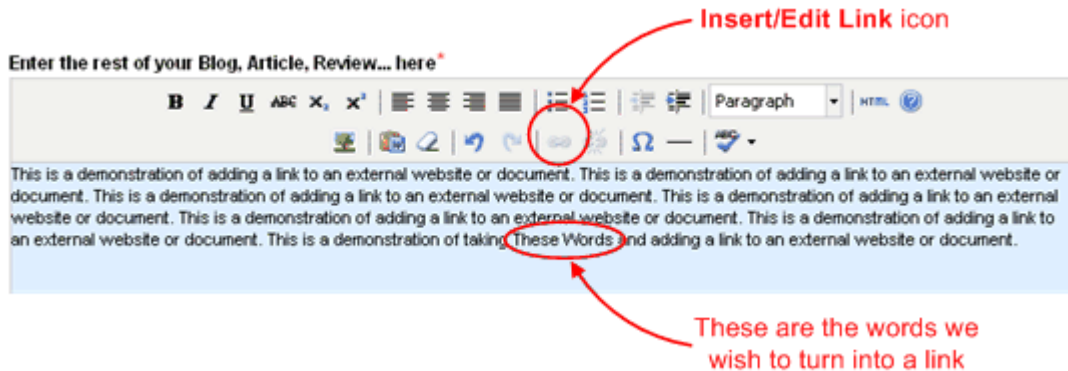 Insert/Edit Link icon
Enter the rest of your Blog, Article, Review... here*
B I U ABC X, x² Paragraph HTML ?
Ω — ABC
This is a demonstration of adding a link to an external website or document. This is a demonstration of adding a link to an external website or
document. This is a demonstration of adding a link to an external website or document. This is a demonstration of adding a link to an external
website or document. This is a demonstration of adding a link to an external website or document. This is a demonstration of adding a link to
an external website or document. This is a demonstration of taking These Words and adding a link to an external website or document.
These are the words we
wish to turn into a link